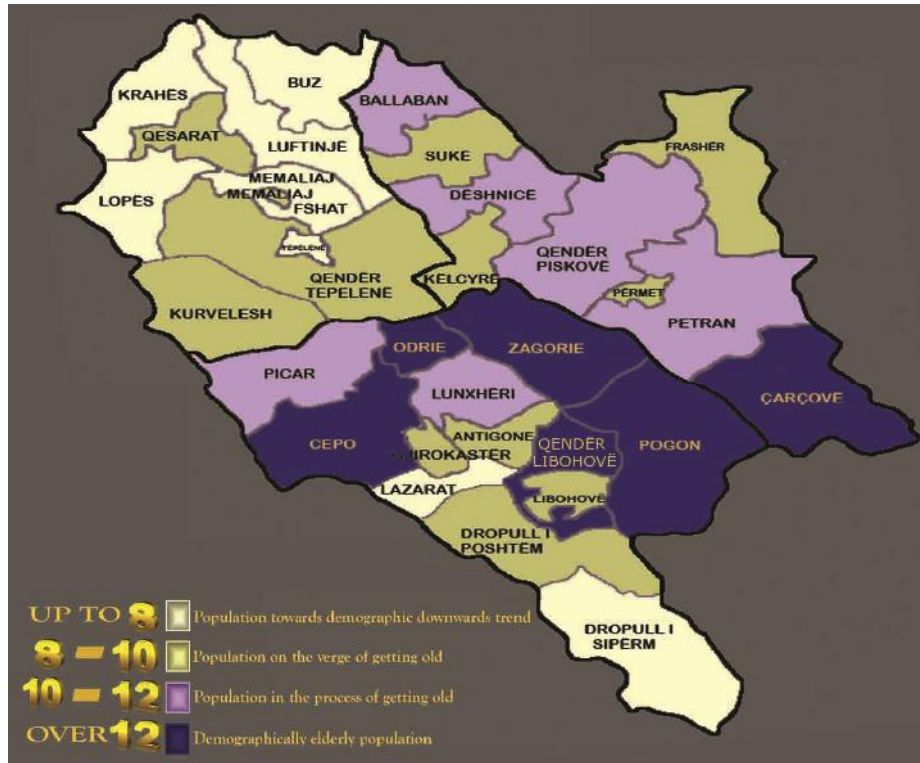 BUZ
KRAHËS
BALLABAN
QESARAT
LUFTINJË
SUKË
FRASHËR
MEMALIAJ
MEMALIAJ
FSHAT
LOPËS
DËSHNICË
TEPELENË
QENDËR
PISKOVË
QENDËR
TEPELENË
KËLCYRË
PËRMET
KURVELESH
PETRAN
ODRIE
ZAGORIE
PICAR
LUNXHËRI
ÇARÇOVË
CEPO
ANTIGONE
GJIROKASTËR
QENDËR
LIBOHOVË
POGON
LAZARAT
LIBOHOVË
DROPULL I
POSHTËM
DROPULL I
SIPËRM
UP TO 8 Population towards demographic downwards trend
8 - 10 Population on the verge of getting old
10 - 12 Population in the process of getting old
OVER 12 Demographically elderly population